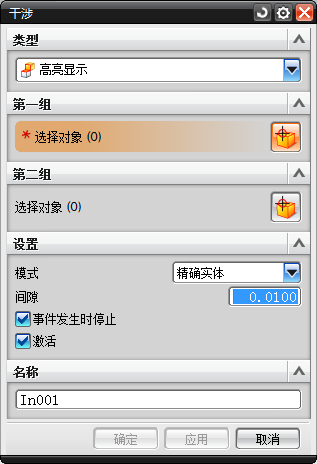 干涉
类型
高亮显示
第一组
* 选择对象 (0)
第二组
选择对象 (0)
设置
模式 精确实体
间隙 0.0100
事件发生时停止
激活
名称
In001
确定 应用 取消